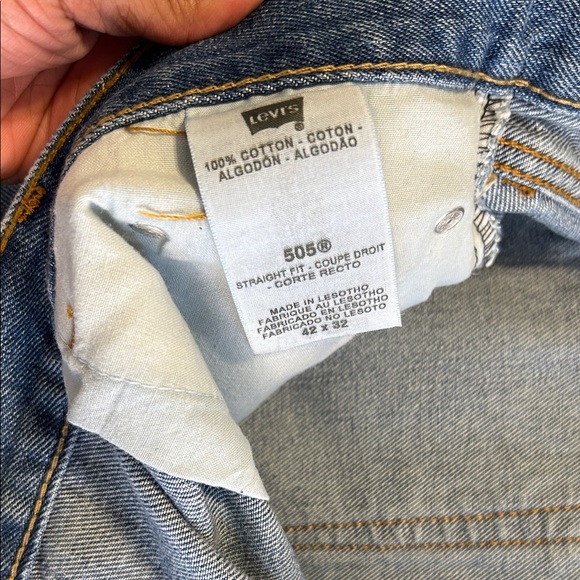 Levi's®
100% COTTON - COTON -
ALGODÓN - ALGODÃO
505®
STRAIGHT FIT - COUPE DROIT
- CORTE RECTO
MADE IN LESOTHO
FABRIQUE AU LESOTHO
FABRICADO EN LESOTHO
FABRICADO NO LESOTO
42 x 32